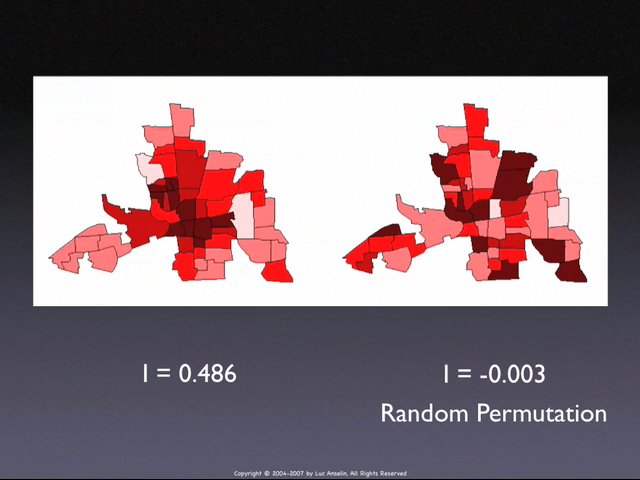 I = 0.486
I = -0.003
Random Permutation
Copyright © 2004-2007 by Luc Anselin, All Rights Reserved